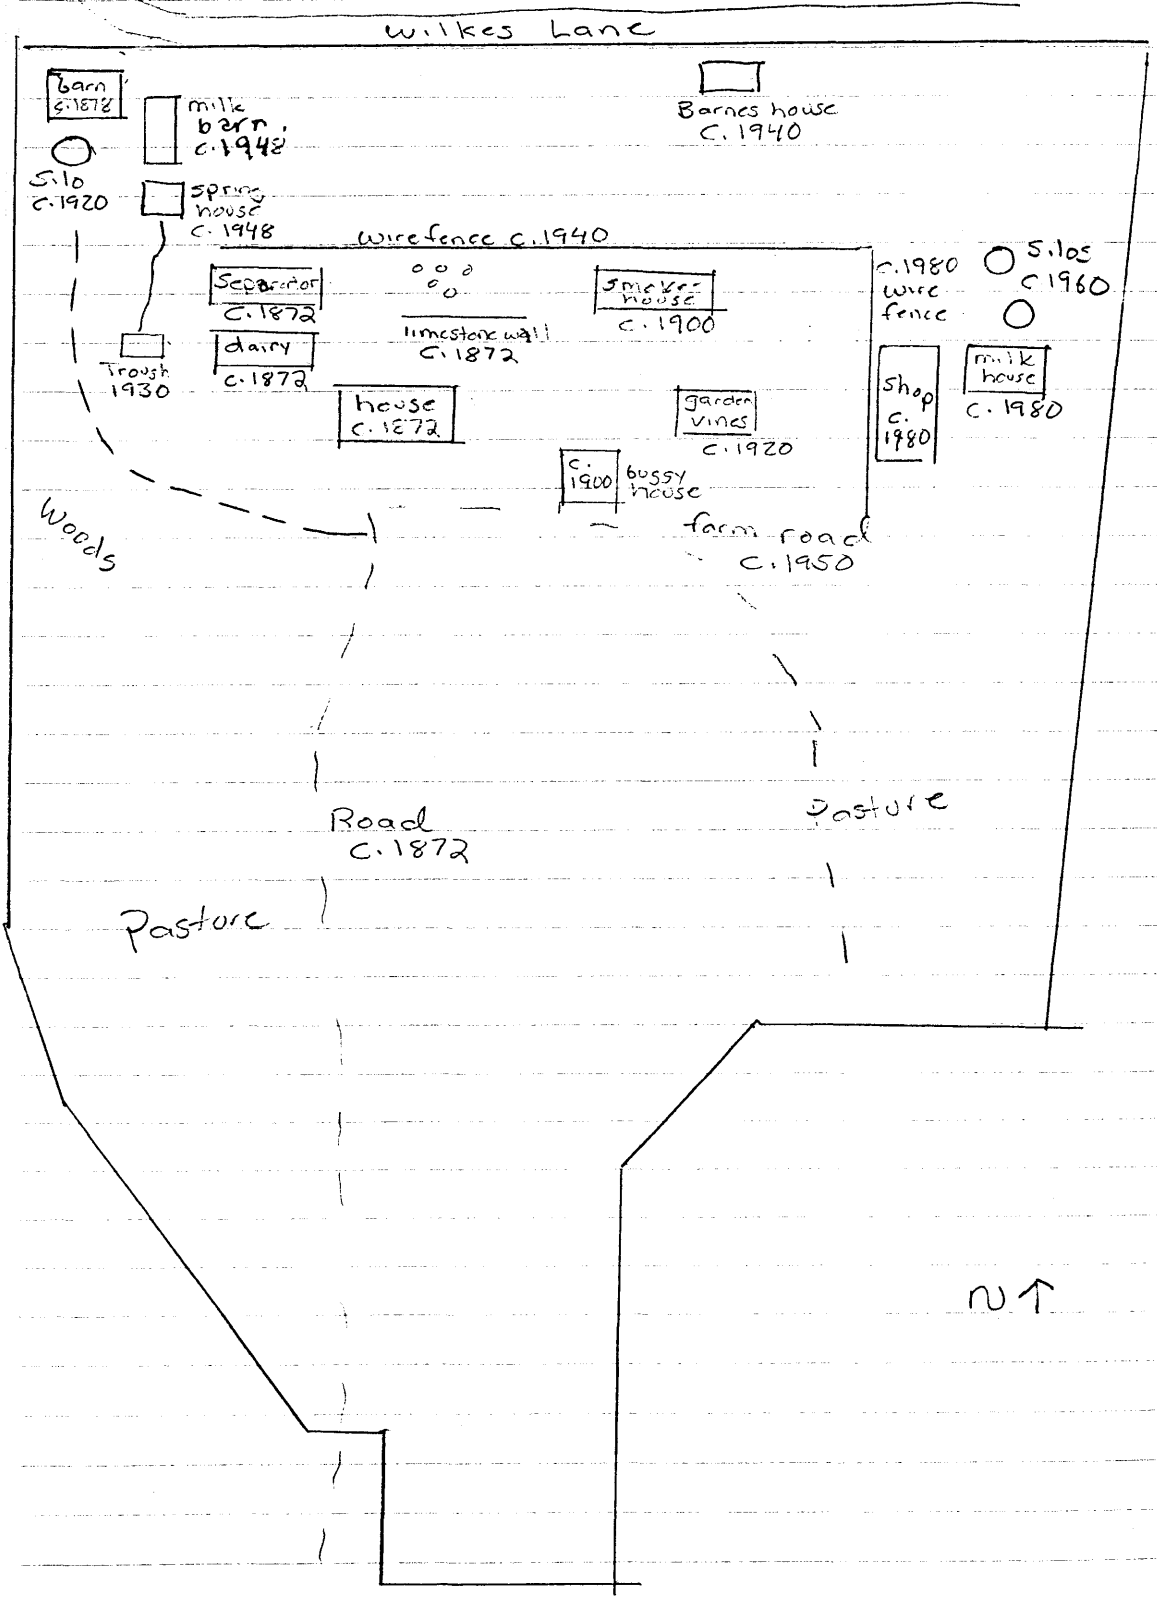 Wilkes Lane
barn
c.1878
milk
barn
c.1948
Barnes house
c.1940
Silo
c.1920
spring
house
c.1948
wire fence c.1940
c.1980
wire
fence
Silos
c.1960
Separator
c.1872
limestone wall
c.1872
smoke
house
c.1900
Trough
1930
dairy
c.1872
shop
c.
1980
milk
house
c.1980
house
c.1872
garden
vines
c.1920
c.
1900
buggy
house
Woods
farm road
c.1950
Road
c.1872
Pasture
Pasture
N